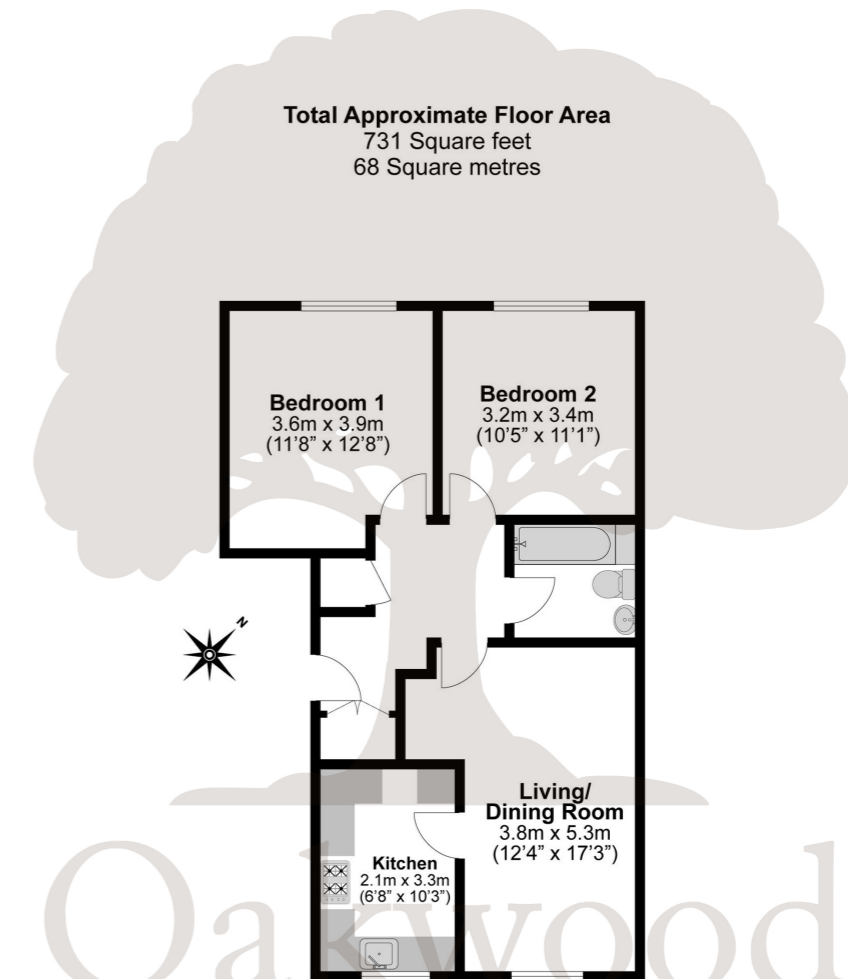 Total Approximate Floor Area
731 Square feet
68 Square metres
Bedroom 1
3.6m x 3.9m
(11’8” x 12’8”)
Bedroom 2
3.2m x 3.4m
(10’5” x 11’1”)
N
Living/
Dining Room
3.8m x 5.3m
(12’4” x 17’3”)
Kitchen
2.1m x 3.3m
(6’8” x 10’3”)
Oakwood